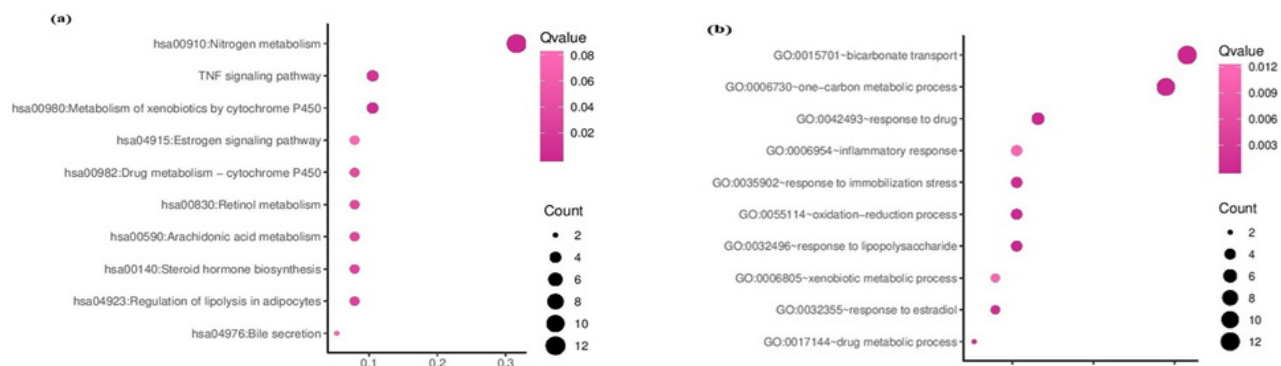 (a)
hsa00910:Nitrogen metabolism
TNF signaling pathway
hsa00980:Metabolism of xenobiotics by cytochrome P450
hsa04915:Estrogen signaling pathway
hsa00982:Drug metabolism − cytochrome P450
hsa00830:Retinol metabolism
hsa00590:Arachidonic acid metabolism
hsa00140:Steroid hormone biosynthesis
hsa04923:Regulation of lipolysis in adipocytes
hsa04976:Bile secretion
0.1
0.2
0.3
Qvalue
0.08
0.06
0.04
0.02
Count
2
4
6
8
10
12
(b)
GO:0015701~bicarbonate transport
GO:0006730~one−carbon metabolic process
GO:0042493~response to drug
GO:0006954~inflammatory response
GO:0035902~response to immobilization stress
GO:0055114~oxidation−reduction process
GO:0032496~response to lipopolysaccharide
GO:0006805~xenobiotic metabolic process
GO:0032355~response to estradiol
GO:0017144~drug metabolic process
Qvalue
0.012
0.009
0.006
0.003
Count
2
4
6
8
10
12